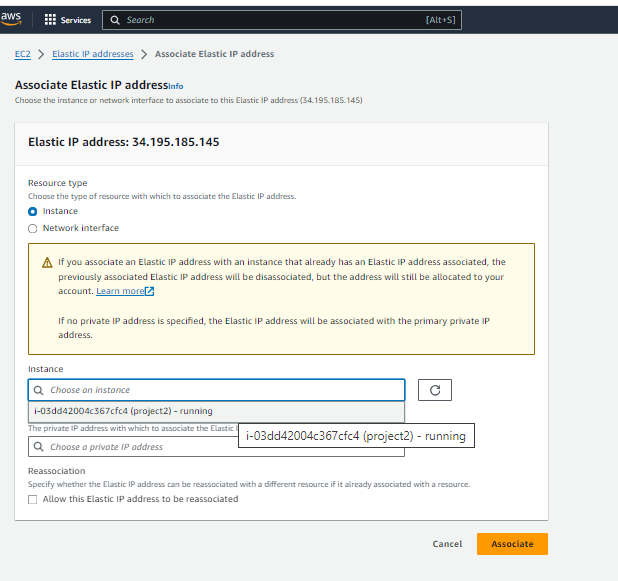 aws Services Search [Alt+S]
EC2 > Elastic IP addresses > Associate Elastic IP address
Associate Elastic IP address Info
Choose the instance or network interface to associate to this Elastic IP address (34.195.185.145)
Elastic IP address: 34.195.185.145
Resource type
Choose the type of resource with which to associate the Elastic IP address.
Instance
Network interface
If you associate an Elastic IP address with an instance that already has an Elastic IP address associated, the
previously associated Elastic IP address will be disassociated, but the address will still be allocated to your
account. Learn more
If no private IP address is specified, the Elastic IP address will be associated with the primary private IP
address.
Instance
Choose an instance
i-03dd42004c367cfc4 (project2) - running
The private IP address with which to associate the Elastic
i-03dd42004c367cfc4 (project2) - running
Choose a private IP address
Reassociation
Specify whether the Elastic IP address can be reassociated with a different resource if it already associated with a resource.
Allow this Elastic IP address to be reassociated
Cancel Associate